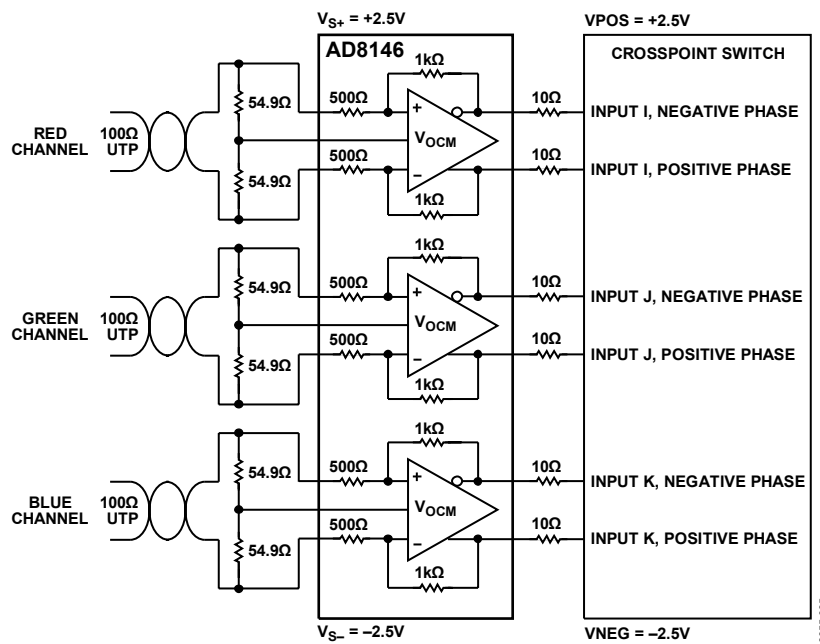 V_S+ = +2.5V
VPOS = +2.5V
AD8146
CROSSPOINT SWITCH
1kΩ
500Ω
10Ω
+
INPUT I, NEGATIVE PHASE
54.9Ω
RED
CHANNEL
100Ω
UTP
V_OCM
500Ω
10Ω
54.9Ω
−
INPUT I, POSITIVE PHASE
1kΩ
1kΩ
500Ω
10Ω
+
INPUT J, NEGATIVE PHASE
54.9Ω
GREEN
CHANNEL
100Ω
UTP
V_OCM
500Ω
10Ω
54.9Ω
−
INPUT J, POSITIVE PHASE
1kΩ
1kΩ
500Ω
10Ω
+
INPUT K, NEGATIVE PHASE
54.9Ω
BLUE
CHANNEL
100Ω
UTP
V_OCM
500Ω
10Ω
54.9Ω
−
INPUT K, POSITIVE PHASE
1kΩ
V_S− = −2.5V
VNEG = −2.5V